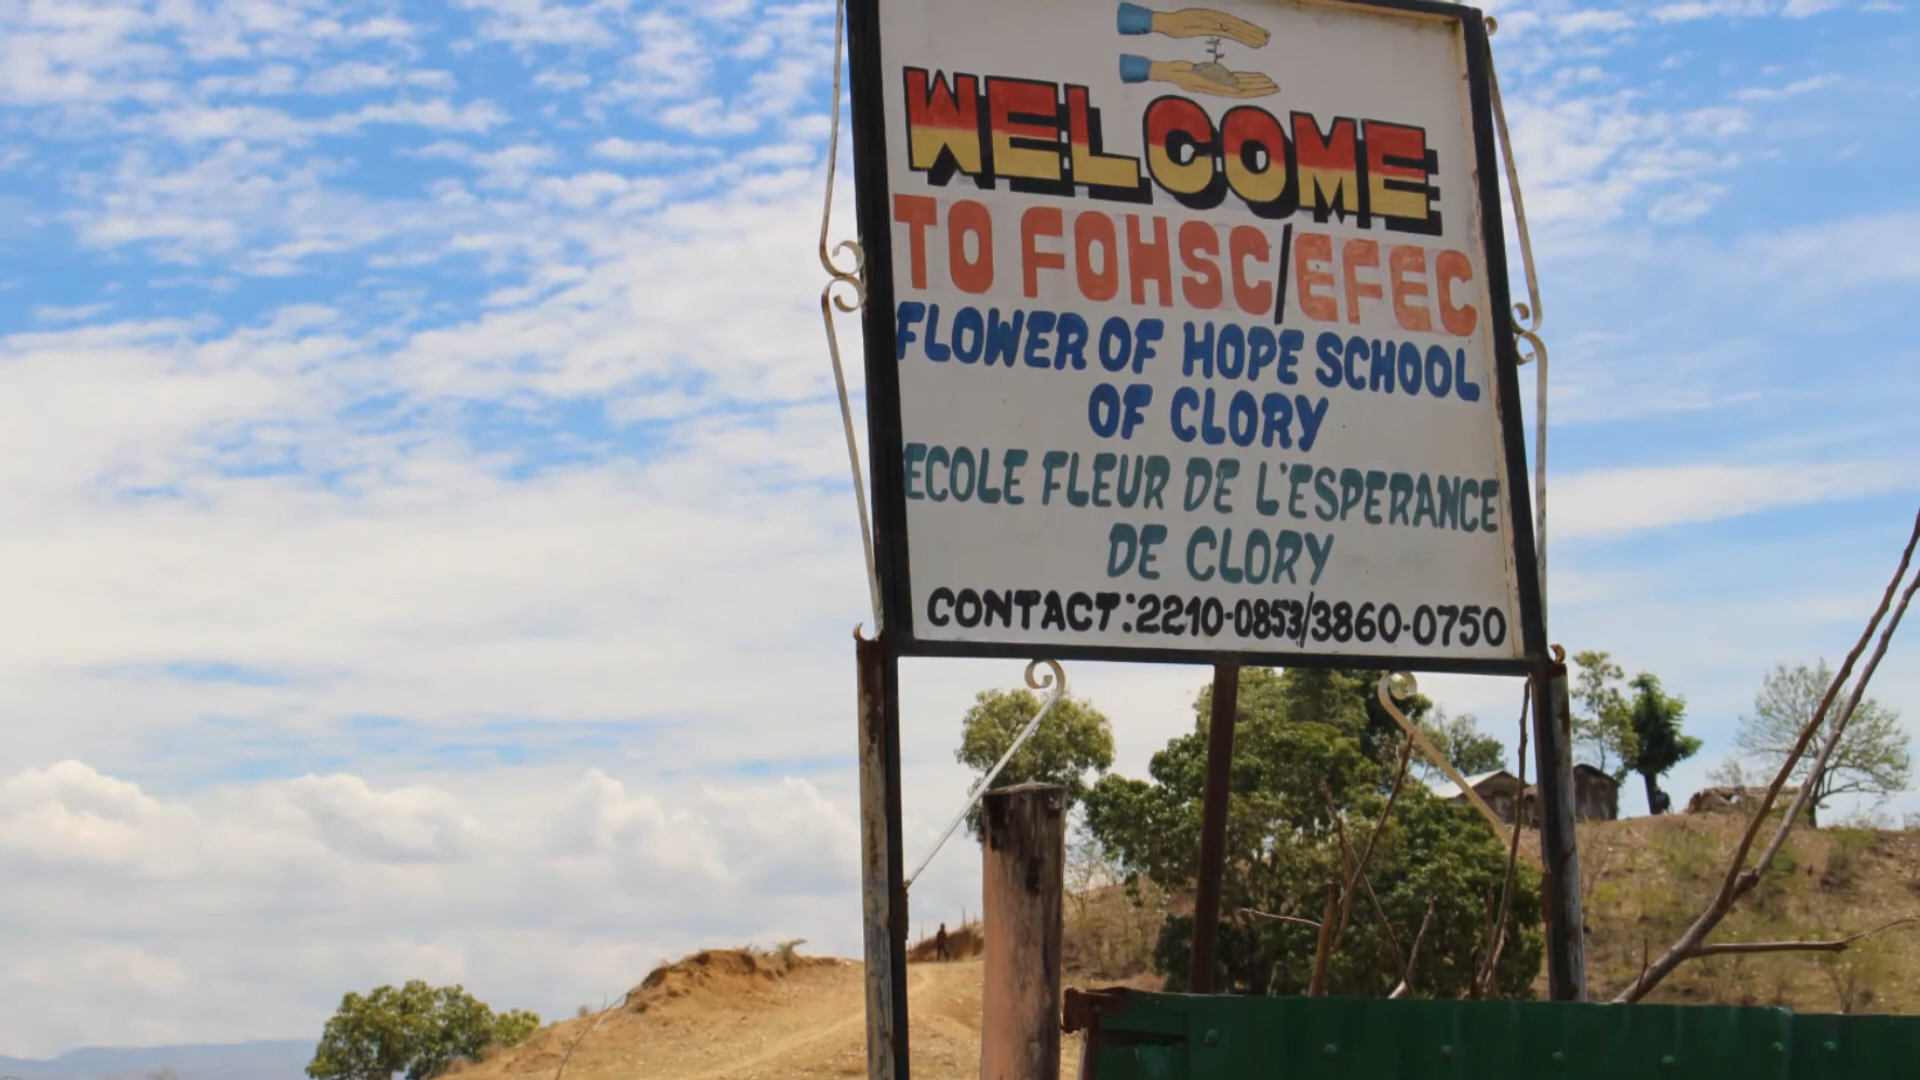 WELCOME
TO FOHSC/EFEC
FLOWER OF HOPE SCHOOL
OF CLORY
ECOLE FLEUR DE L'ESPERANCE
DE CLORY
CONTACT:2210-0853/3860-0750